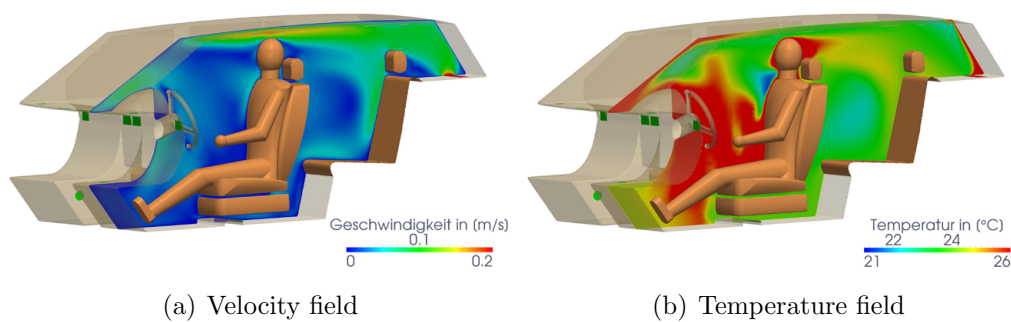 Geschwindigkeit in (m/s)
0.1
0 0.2
Temperatur in (°C)
22 24
21 26
(a) Velocity field
(b) Temperature field